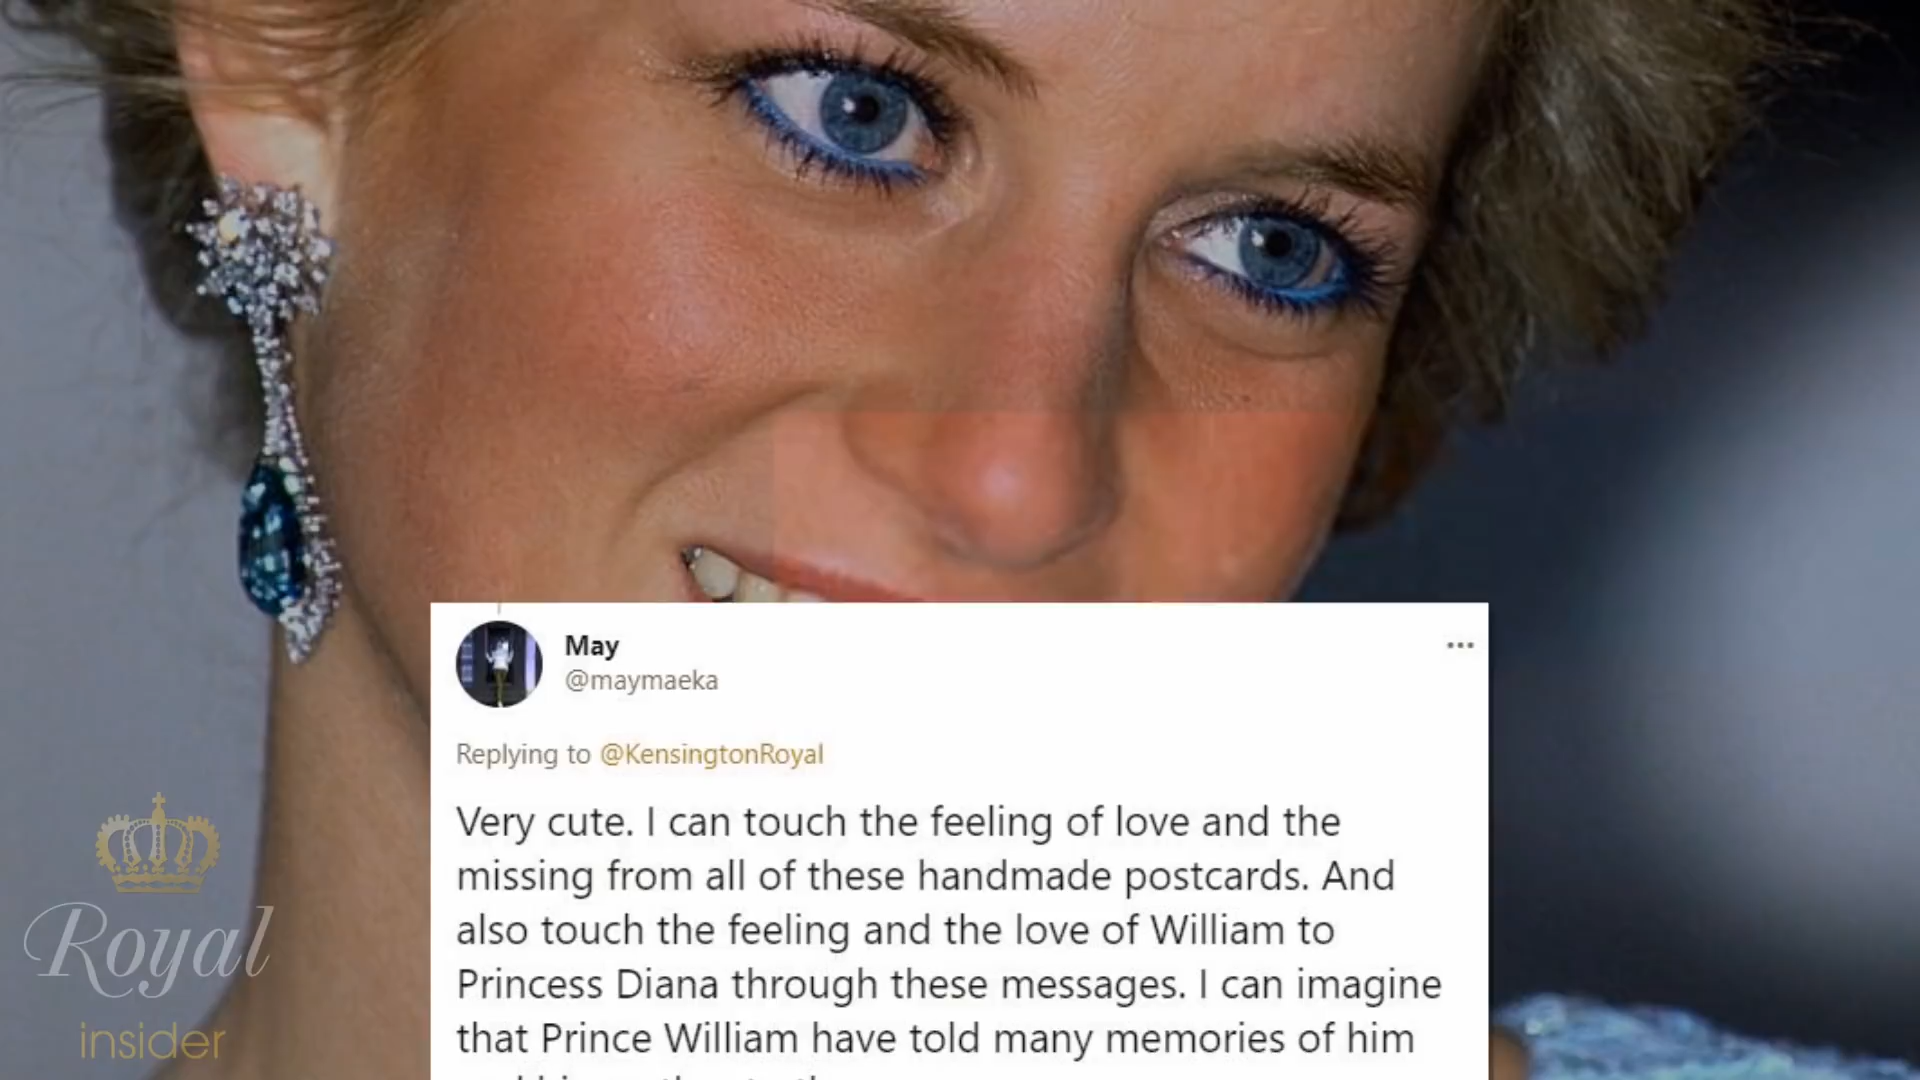 May
@maymaeka
Replying to @KensingtonRoyal
Very cute. I can touch the feeling of love and the
missing from all of these handmade postcards. And
also touch the feeling and the love of William to
Princess Diana through these messages. I can imagine
that Prince William have told many memories of him
Royal
insider